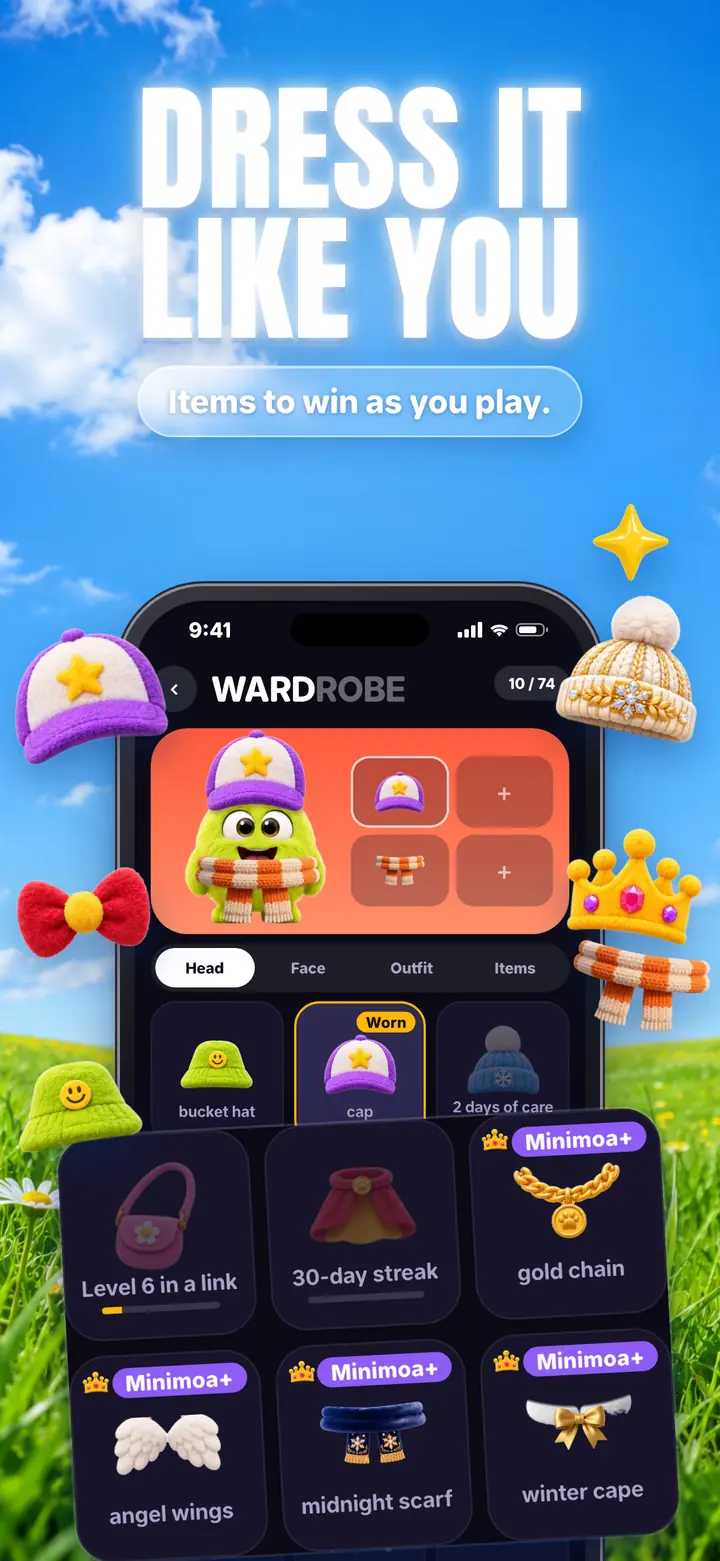 DRESS IT
LIKE YOU
Items to win as you play.
9:41
WARDROBE
10 / 74
Head
Face
Outfit
Items
Worn
bucket hat
cap
2 days of care
Minimoa+
Level 6 in a link
30-day streak
gold chain
Minimoa+
Minimoa+
Minimoa+
angel wings
midnight scarf
winter cape